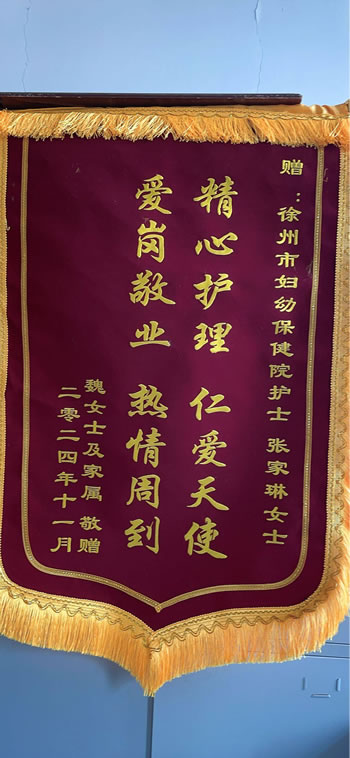 赠：徐州市妇幼保健院护士 张家琳女士
精心护理 仁爱天使
爱岗敬业 热情周到
魏女士及家属 敬赠
二零二四年十一月